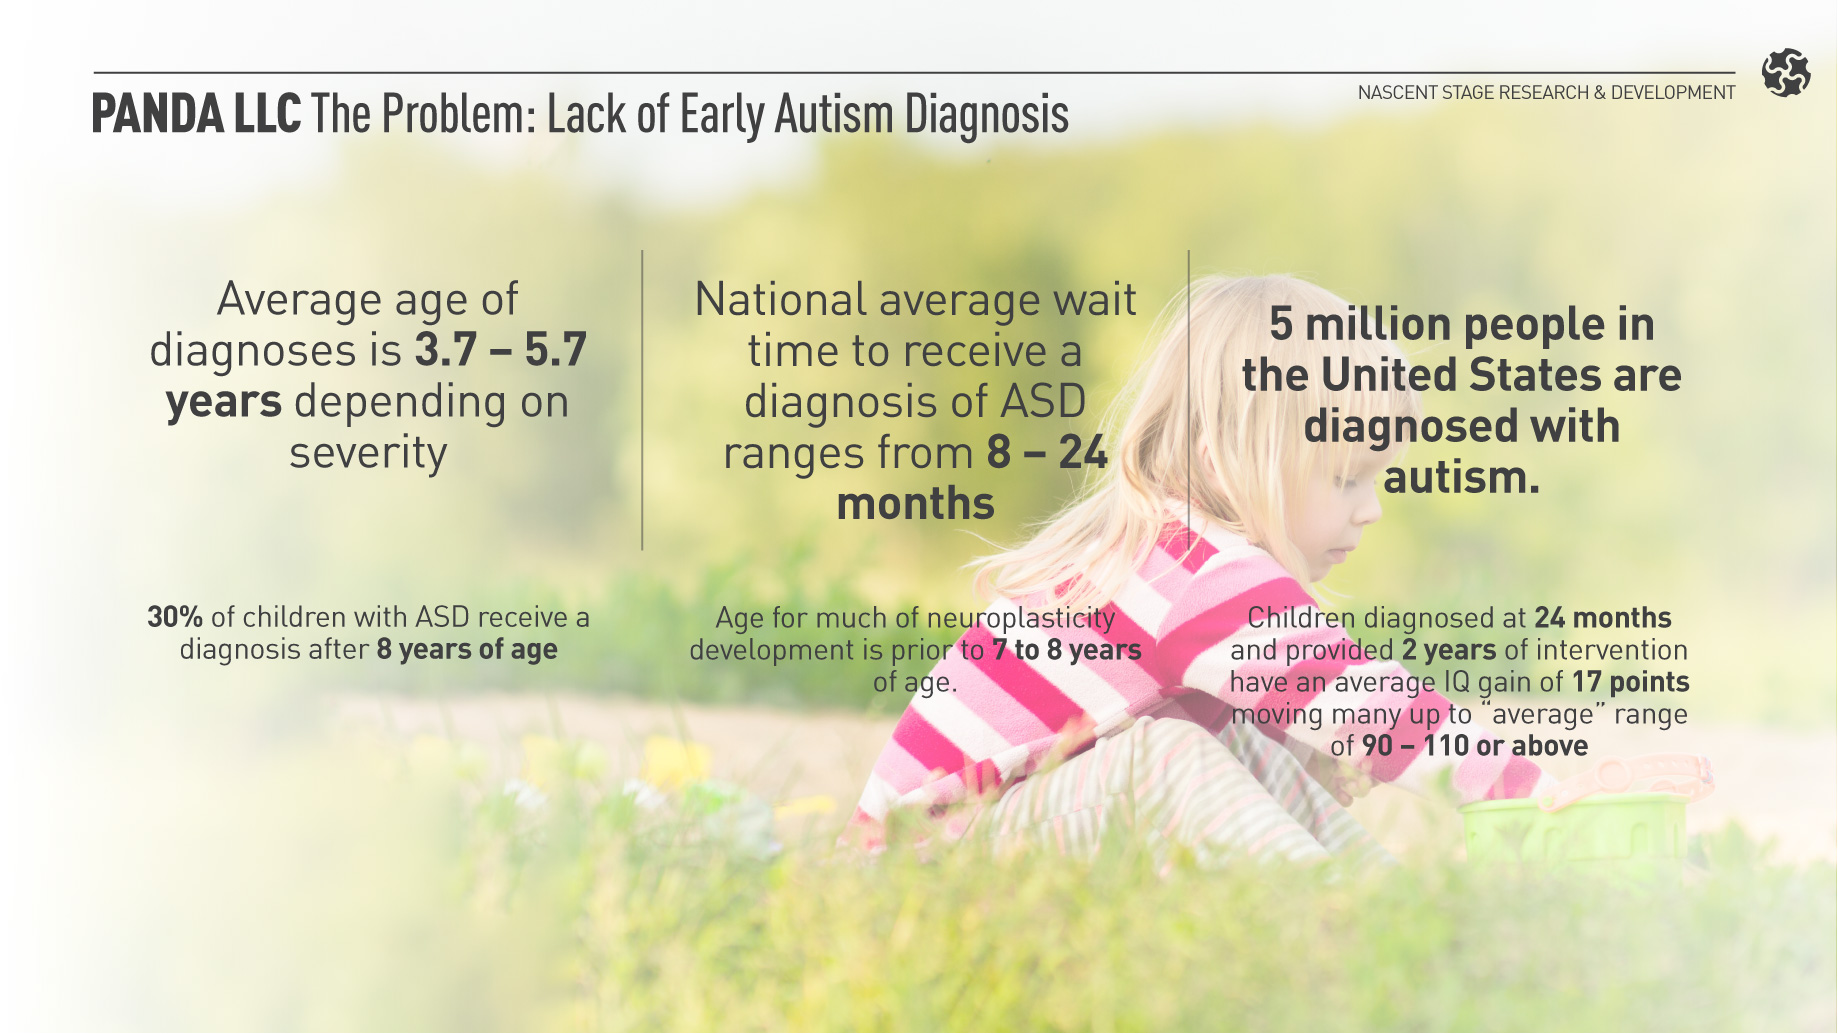 NASCENT STAGE RESEARCH & DEVELOPMENT
PANDA LLC The Problem: Lack of Early Autism Diagnosis
Average age of
diagnoses is 3.7 – 5.7
years depending on
severity
National average wait
time to receive a
diagnosis of ASD
ranges from 8 – 24
months
5 million people in
the United States are
diagnosed with
autism.
30% of children with ASD receive a
diagnosis after 8 years of age
Age for much of neuroplasticity
development is prior to 7 to 8 years
of age.
Children diagnosed at 24 months
and provided 2 years of intervention
have an average IQ gain of 17 points
moving many up to “average” range
of 90 – 110 or above